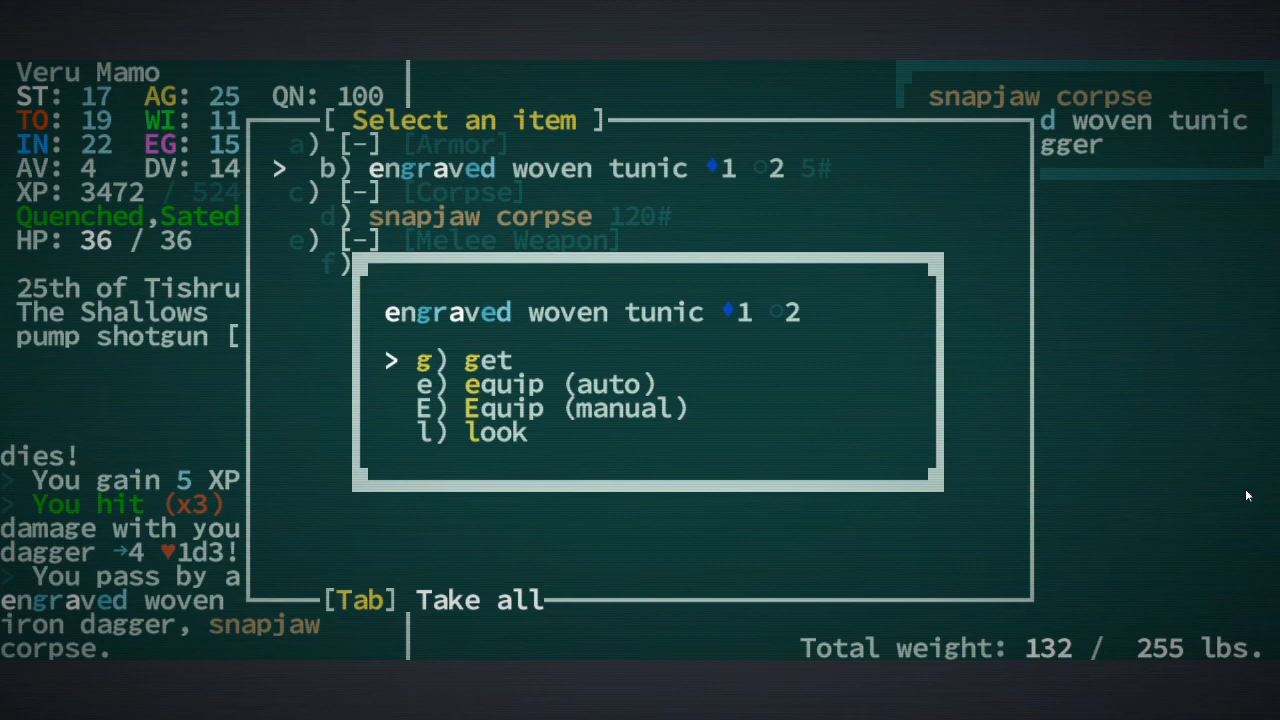 Veru Mamo
ST: 17 AG: 25 QN: 100
TO: 19 WI: 11
IN: 22 EG: 15
AV: 4 DV: 14
XP: 3472 / 524
Quenched,Sated
HP: 36 / 36
25th of Tishru
The Shallows
pump shotgun [
dies!
> You gain 5 XP
> You hit (x3)
damage with you
dagger →4 ♥1d3!
> You pass by a
engraved woven
iron dagger, snapjaw
corpse.
[ Select an item ]
a) [-] [Armor]
> b) engraved woven tunic ♦1 ○2 5#
c) [-] [Corpse]
d) snapjaw corpse 120#
e) [-] [Melee Weapon]
f)
engraved woven tunic ♦1 ○2
> g) get
e) equip (auto)
E) Equip (manual)
l) look
[Tab] Take all
snapjaw corpse
d woven tunic
gger
Total weight: 132 / 255 lbs.